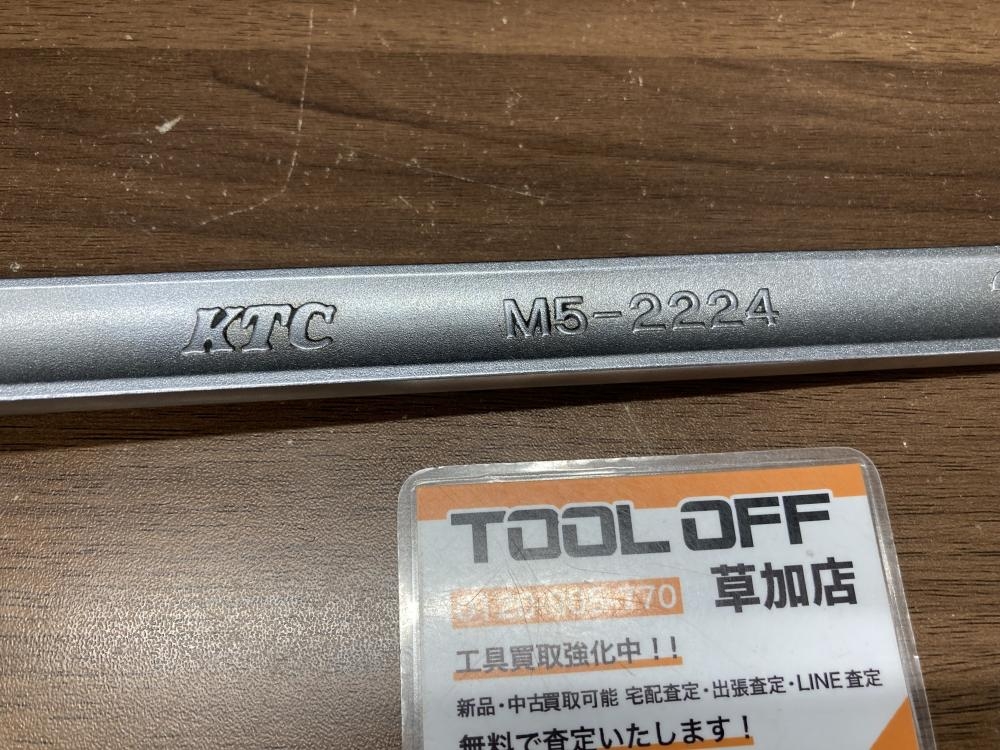 KTC M5-2224
TOOL OFF
草加店
工具買取強化中!!
新品・中古買取可能 宅配査定・出張査定・LINE査定
無料で査定いたします!